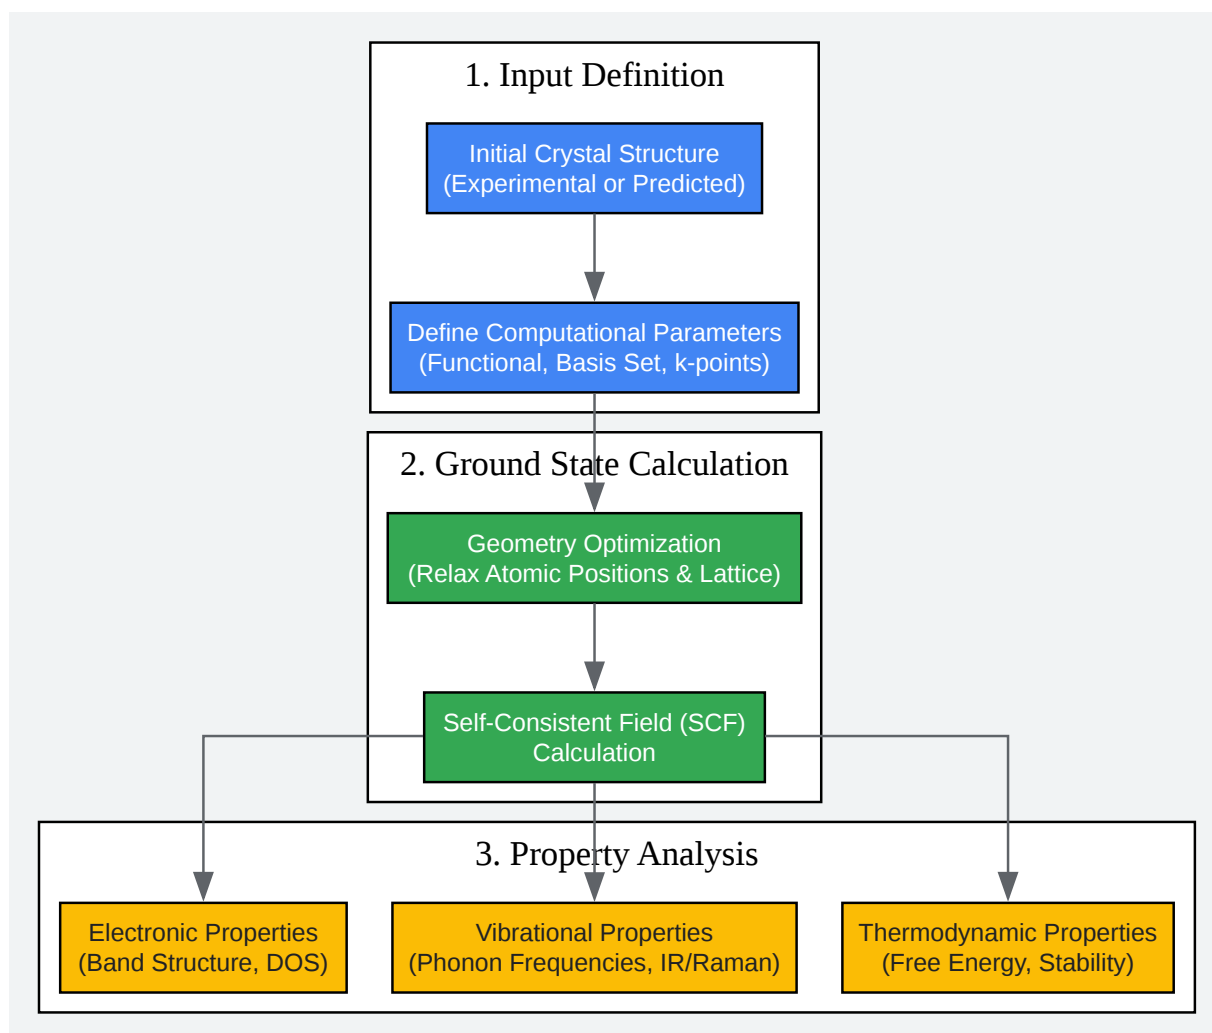 1. Input Definition
Initial Crystal Structure
(Experimental or Predicted)
Define Computational Parameters
(Functional, Basis Set, k-points)
2. Ground State Calculation
Geometry Optimization
(Relax Atomic Positions & Lattice)
Self-Consistent Field (SCF)
Calculation
3. Property Analysis
Electronic Properties
(Band Structure, DOS)
Vibrational Properties
(Phonon Frequencies, IR/Raman)
Thermodynamic Properties
(Free Energy, Stability)